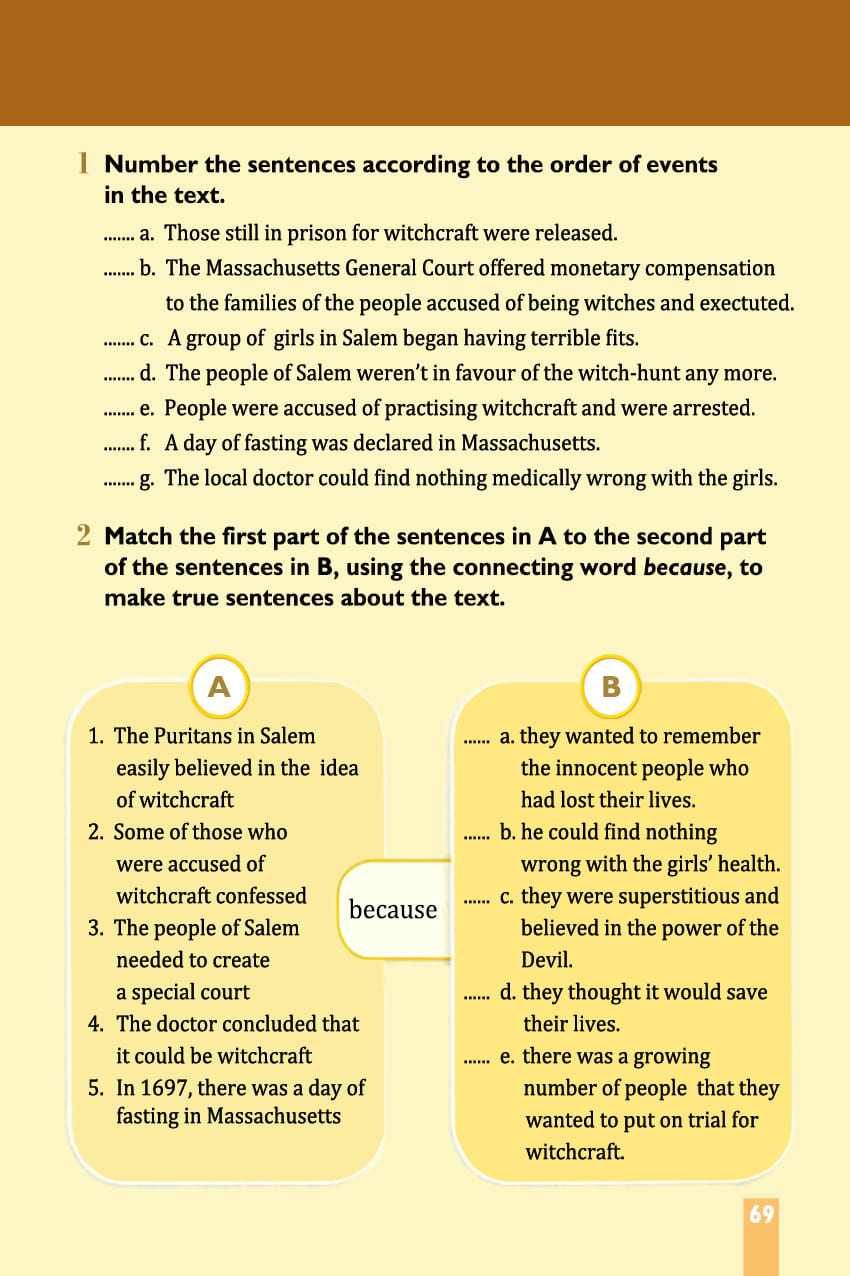 1 Number the sentences according to the order of events
in the text.
....... a. Those still in prison for witchcraft were released.
....... b. The Massachusetts General Court offered monetary compensation
to the families of the people accused of being witches and exectuted.
....... c. A group of girls in Salem began having terrible fits.
....... d. The people of Salem weren't in favour of the witch-hunt any more.
....... e. People were accused of practising witchcraft and were arrested.
....... f. A day of fasting was declared in Massachusetts.
....... g. The local doctor could find nothing medically wrong with the girls.
2 Match the first part of the sentences in A to the second part
of the sentences in B, using the connecting word because, to
make true sentences about the text.
A
1. The Puritans in Salem
easily believed in the idea
of witchcraft
2. Some of those who
were accused of
witchcraft confessed
3. The people of Salem
needed to create
a special court
4. The doctor concluded that
it could be witchcraft
5. In 1697, there was a day of
fasting in Massachusetts
because
B
...... a. they wanted to remember
the innocent people who
had lost their lives.
...... b. he could find nothing
wrong with the girls' health.
...... c. they were superstitious and
believed in the power of the
Devil.
...... d. they thought it would save
their lives.
...... e. there was a growing
number of people that they
wanted to put on trial for
witchcraft.
69